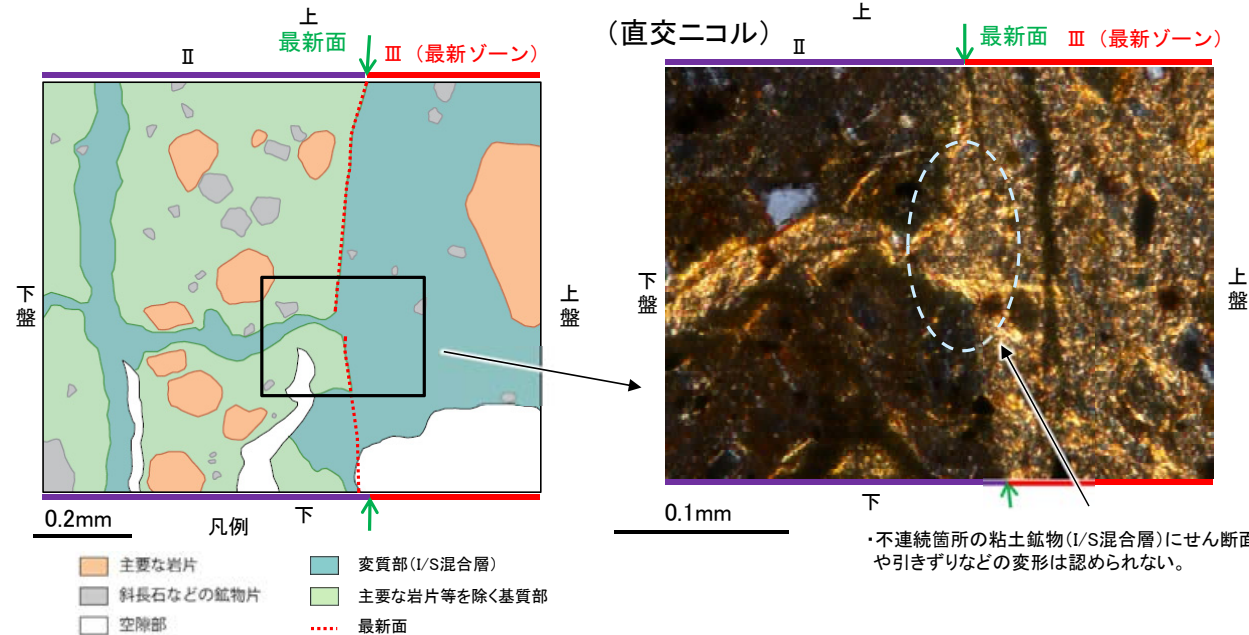 上
最新面
Ⅱ
Ⅲ（最新ゾーン）
下盤
上盤
下
0.2mm
凡例
主要な岩片
斜長石などの鉱物片
空隙部
変質部(I/S混合層)
主要な岩片等を除く基質部
最新面
（直交ニコル）
上
Ⅱ
最新面
Ⅲ（最新ゾーン）
下盤
上盤
下
0.1mm
・不連続箇所の粘土鉱物(I/S混合層)にせん断面
や引きずりなどの変形は認められない。